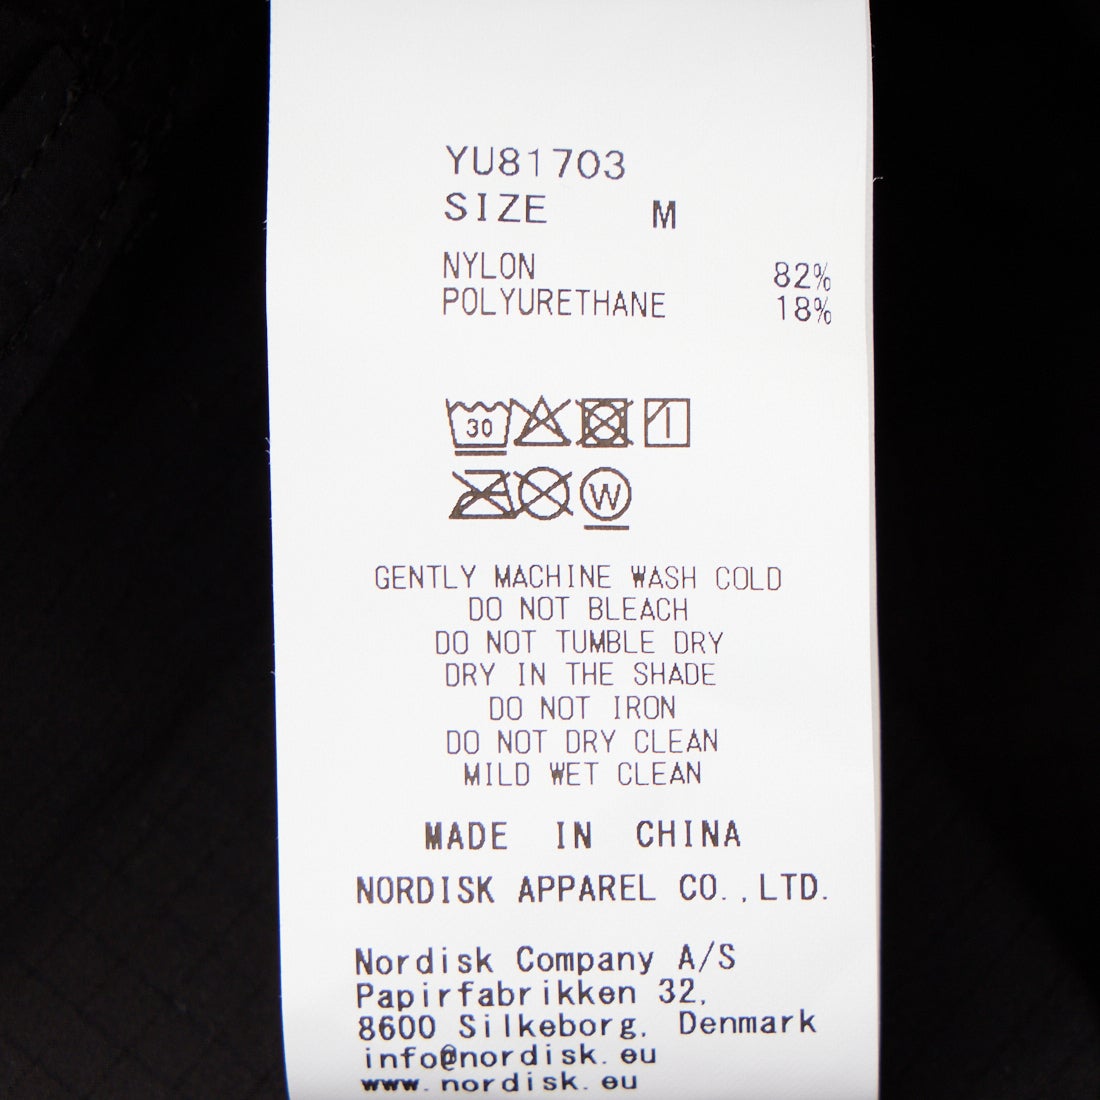 YU81703
SIZE M
NYLON 82%
POLYURETHANE 18%
30
W
GENTLY MACHINE WASH COLD
DO NOT BLEACH
DO NOT TUMBLE DRY
DRY IN THE SHADE
DO NOT IRON
DO NOT DRY CLEAN
MILD WET CLEAN
MADE IN CHINA
NORDISK APPAREL CO.,LTD.
Nordisk Company A/S
Papirfabrikken 32,
8600 Silkeborg, Denmark
info@nordisk.eu
www.nordisk.eu